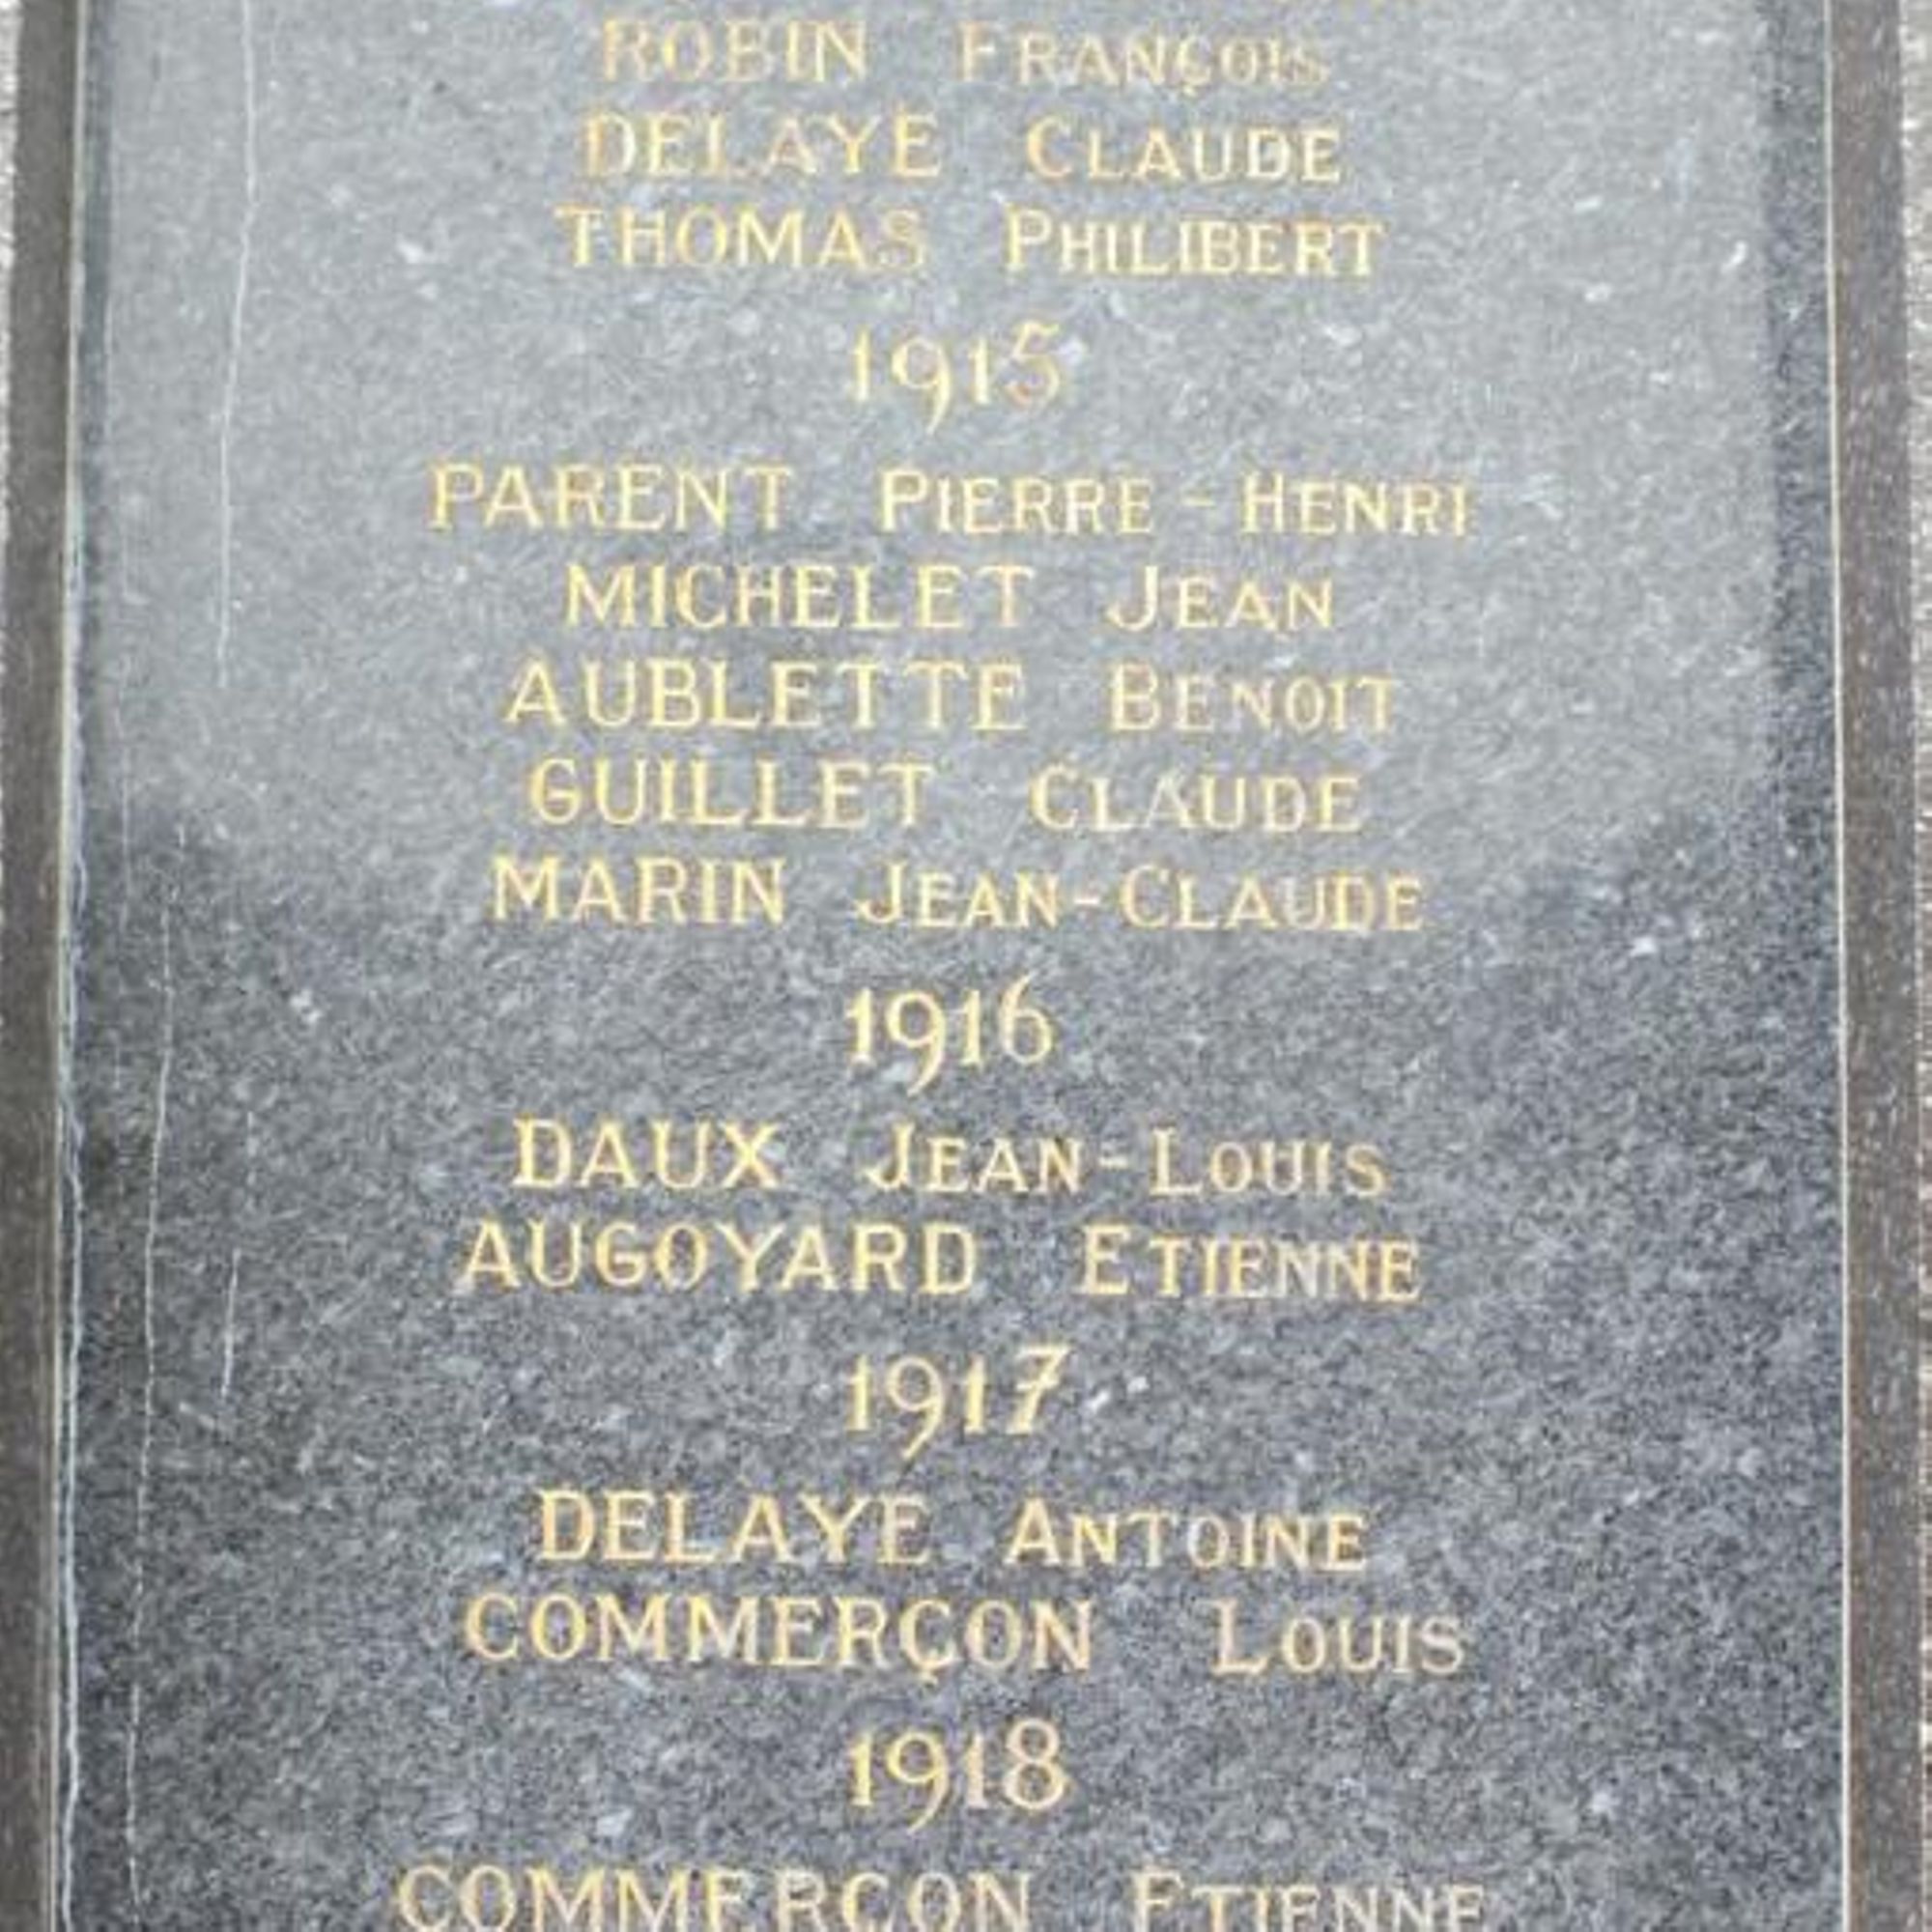 ROBIN FRANÇOIS
DELAYE CLAUDE
THOMAS PHILIBERT
1915
PARENT PIERRE-HENRI
MICHELET JEAN
AUBLETTE BENOIT
GUILLET CLAUDE
MARIN JEAN-CLAUDE
1916
DAUX JEAN-LOUIS
AUGOYARD ETIENNE
1917
DELAYE ANTOINE
COMMERÇON LOUIS
1918
COMMERÇON ETIENNE